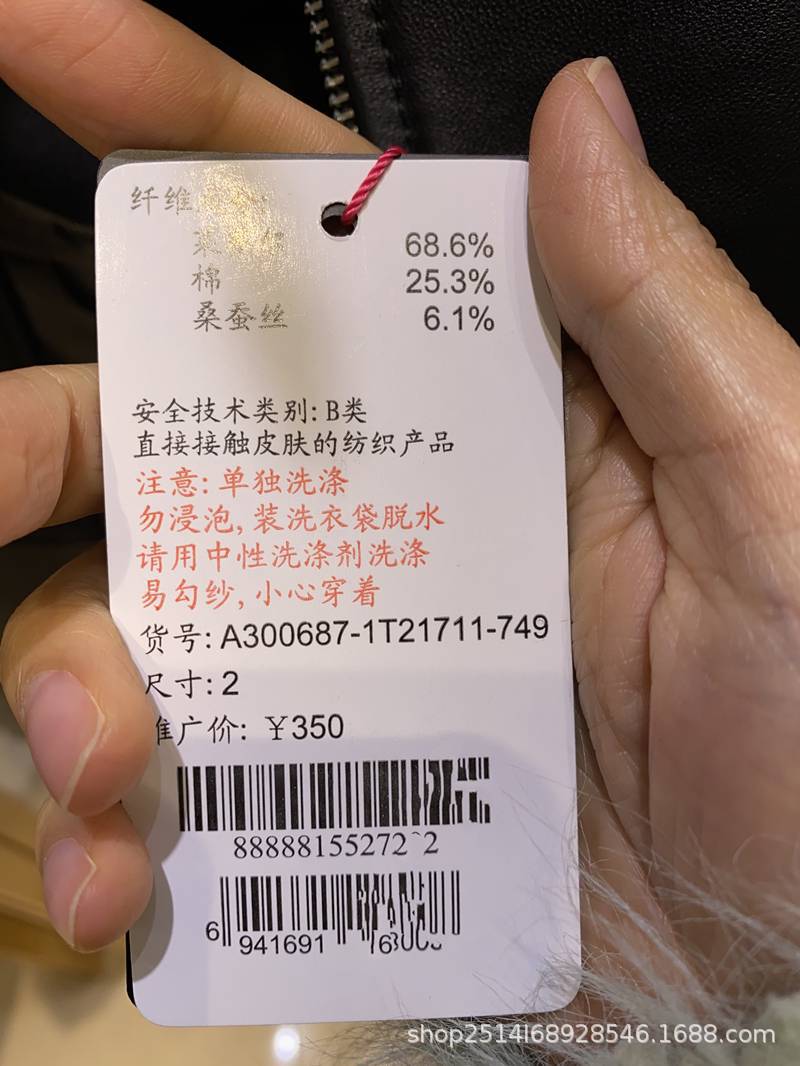 纤维
68.6%
棉 25.3%
桑蚕丝 6.1%
安全技术类别: B类
直接接触皮肤的纺织产品
注意: 单独洗涤
勿浸泡, 装洗衣袋脱水
请用中性洗涤剂洗涤
易勾纱, 小心穿着
货号: A300687-1T21711-749
尺寸: 2
推广价: ¥350
6 941691
shop2514l68928546.1688.com